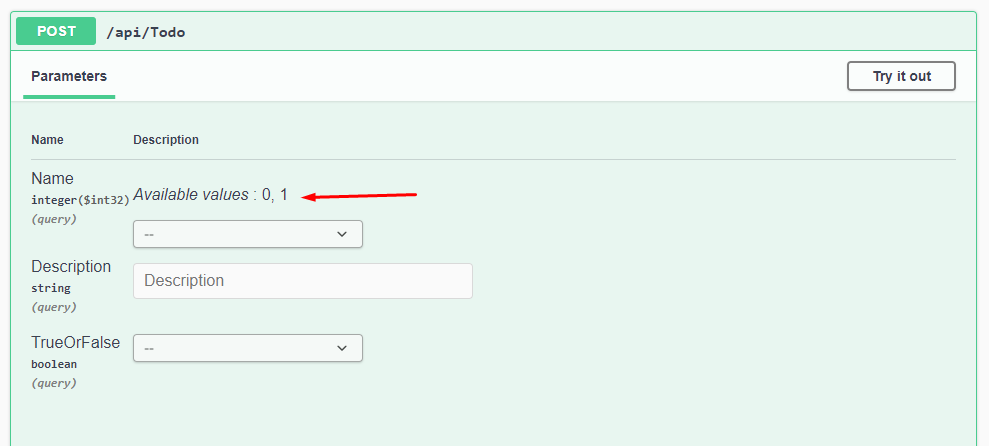 POST /api/Todo
Parameters Try it out
Name Description
Name
integer($int32)
(query)
Available values : 0, 1
--
Description
string
(query)
Description
TrueOrFalse
boolean
(query)
--